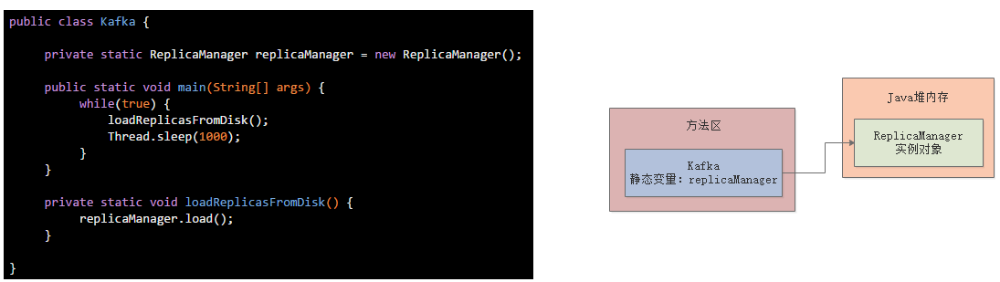 public class Kafka {
private static ReplicaManager replicaManager = new ReplicaManager();
public static void main(String[] args) {
while(true) {
loadReplicasFromDisk();
Thread.sleep(1000);
}
}
private static void loadReplicasFromDisk() {
replicaManager.load();
}
}
方法区
Kafka
静态变量：replicaManager
Java堆内存
ReplicaManager
实例对象